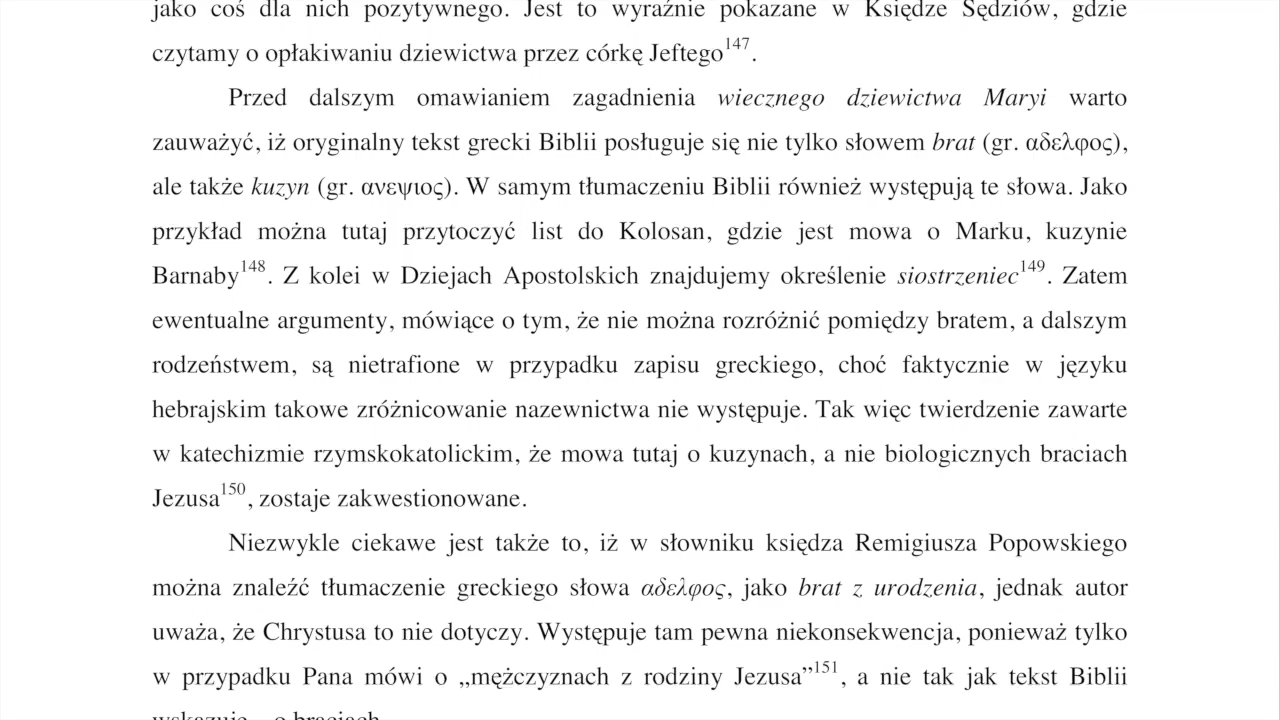 jako coś dla nich pozytywnego. Jest to wyraźnie pokazane w Księdze Sędziów, gdzie
czytamy o opłakiwaniu dziewictwa przez córkę Jeftego147.
Przed dalszym omawianiem zagadnienia wiecznego dziewictwa Maryi warto
zauważyć, iż oryginalny tekst grecki Biblii posługuje się nie tylko słowem brat (gr. αδελφος),
ale także kuzyn (gr. ανεψιος). W samym tłumaczeniu Biblii również występują te słowa. Jako
przykład można tutaj przytoczyć list do Kolosan, gdzie jest mowa o Marku, kuzynie
Barnaby148. Z kolei w Dziejach Apostolskich znajdujemy określenie siostrzeniec149. Zatem
ewentualne argumenty, mówiące o tym, że nie można rozróżnić pomiędzy bratem, a dalszym
rodzeństwem, są nietrafione w przypadku zapisu greckiego, choć faktycznie w języku
hebrajskim takowe zróżnicowanie nazewnictwa nie występuje. Tak więc twierdzenie zawarte
w katechizmie rzymskokatolickim, że mowa tutaj o kuzynach, a nie biologicznych braciach
Jezusa150, zostaje zakwestionowane.
Niezwykle ciekawe jest także to, iż w słowniku księdza Remigiusza Popowskiego
można znaleźć tłumaczenie greckiego słowa αδελφος, jako brat z urodzenia, jednak autor
uważa, że Chrystusa to nie dotyczy. Występuje tam pewna niekonsekwencja, ponieważ tylko
w przypadku Pana mówi o „mężczyznach z rodziny Jezusa”151, a nie tak jak tekst Biblii
wskazuje – o braciach.